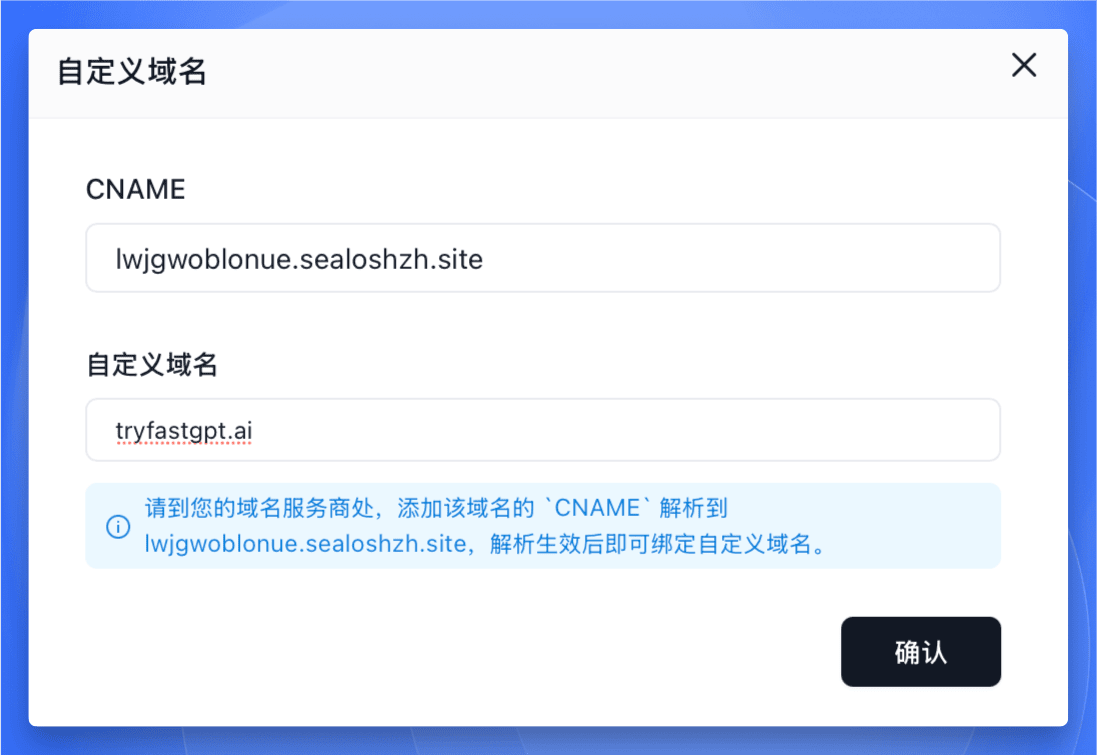 自定义域名
CNAME
lwjgwoblonue.sealoshzh.site
自定义域名
tryfastgpt.ai
请到您的域名服务商处，添加该域名的 `CNAME` 解析到
lwjgwoblonue.sealoshzh.site，解析生效后即可绑定自定义域名。
确认